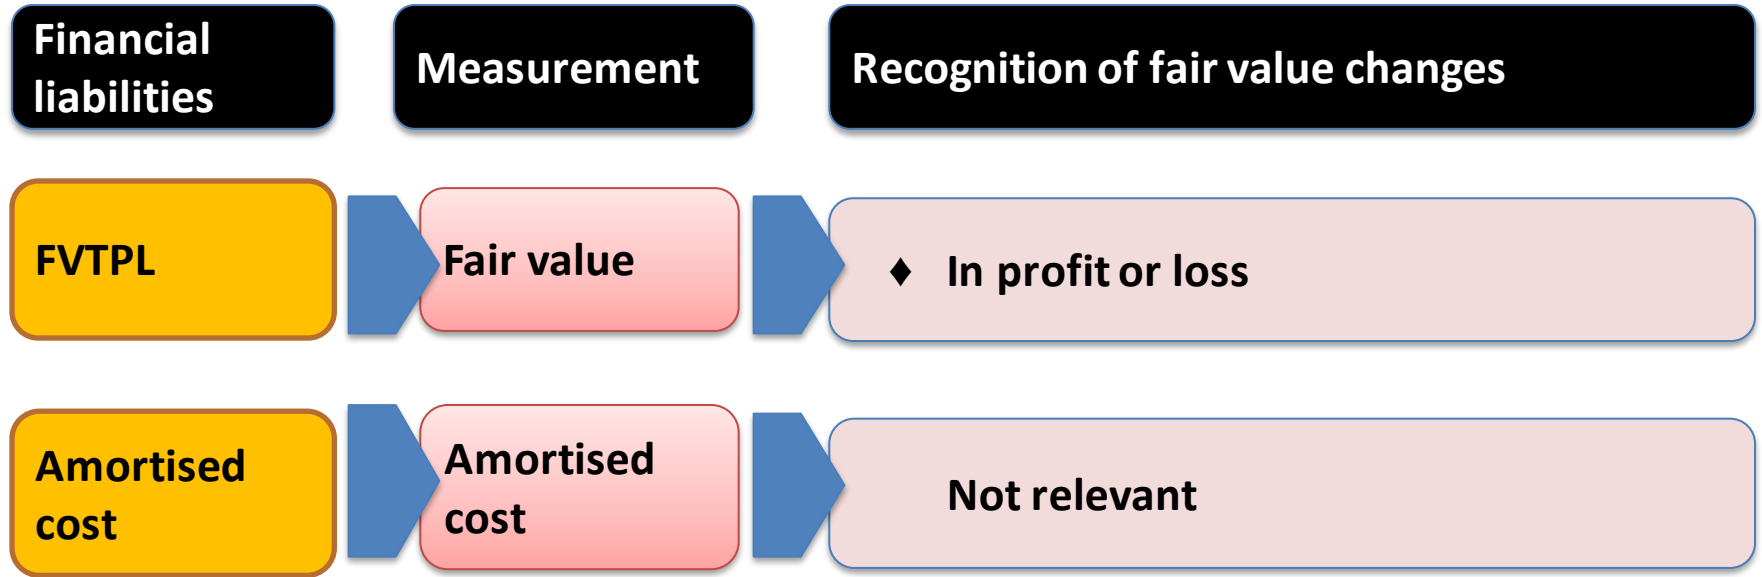 Financial
liabilities
Measurement
Recognition of fair value changes
FVTPL
Fair value
♦ In profit or loss
Amortised
cost
Amortised
cost
Not relevant